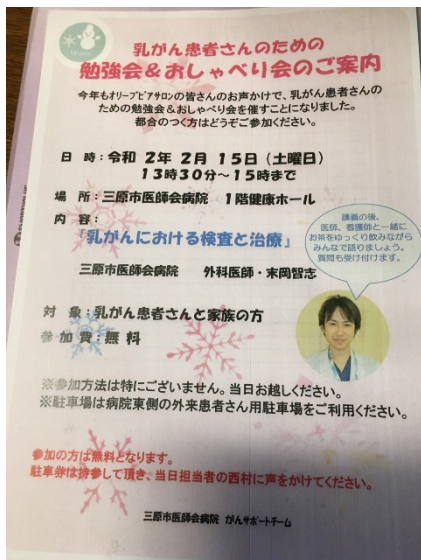 乳がん患者さんのための
勉強会＆おしゃべり会のご案内
今年もｵﾘｰﾌﾞﾋﾟｱサロンの皆さんのお声かけで、乳がん患者さんの
ための勉強会＆おしゃべり会を催すことになりました。
都合のつく方はどうぞご参加ください。
日 時：令和 2年 2月 15日（土曜日）
13時30分～15時まで
場 所：三原市医師会病院 1階健康ホール
内容：
『乳がんにおける検査と治療』
三原市医師会病院 外科医師・末岡智志
講義の後、
医師、看護師と一緒に
お茶をゆっくり飲みながら
みんなで語りましょう。
質問も受け付けます。
対 象：乳がん患者さんと家族の方
参加費：無料
※参加方法は特にございません。当日お越しください。
※駐車場は病院東側の外来患者さん用駐車場をご利用ください。
参加の方は無料となります。
駐車券は持参して頂き、当日担当者の西村に声をかけてください。
三原市医師会病院 がんサポートチーム